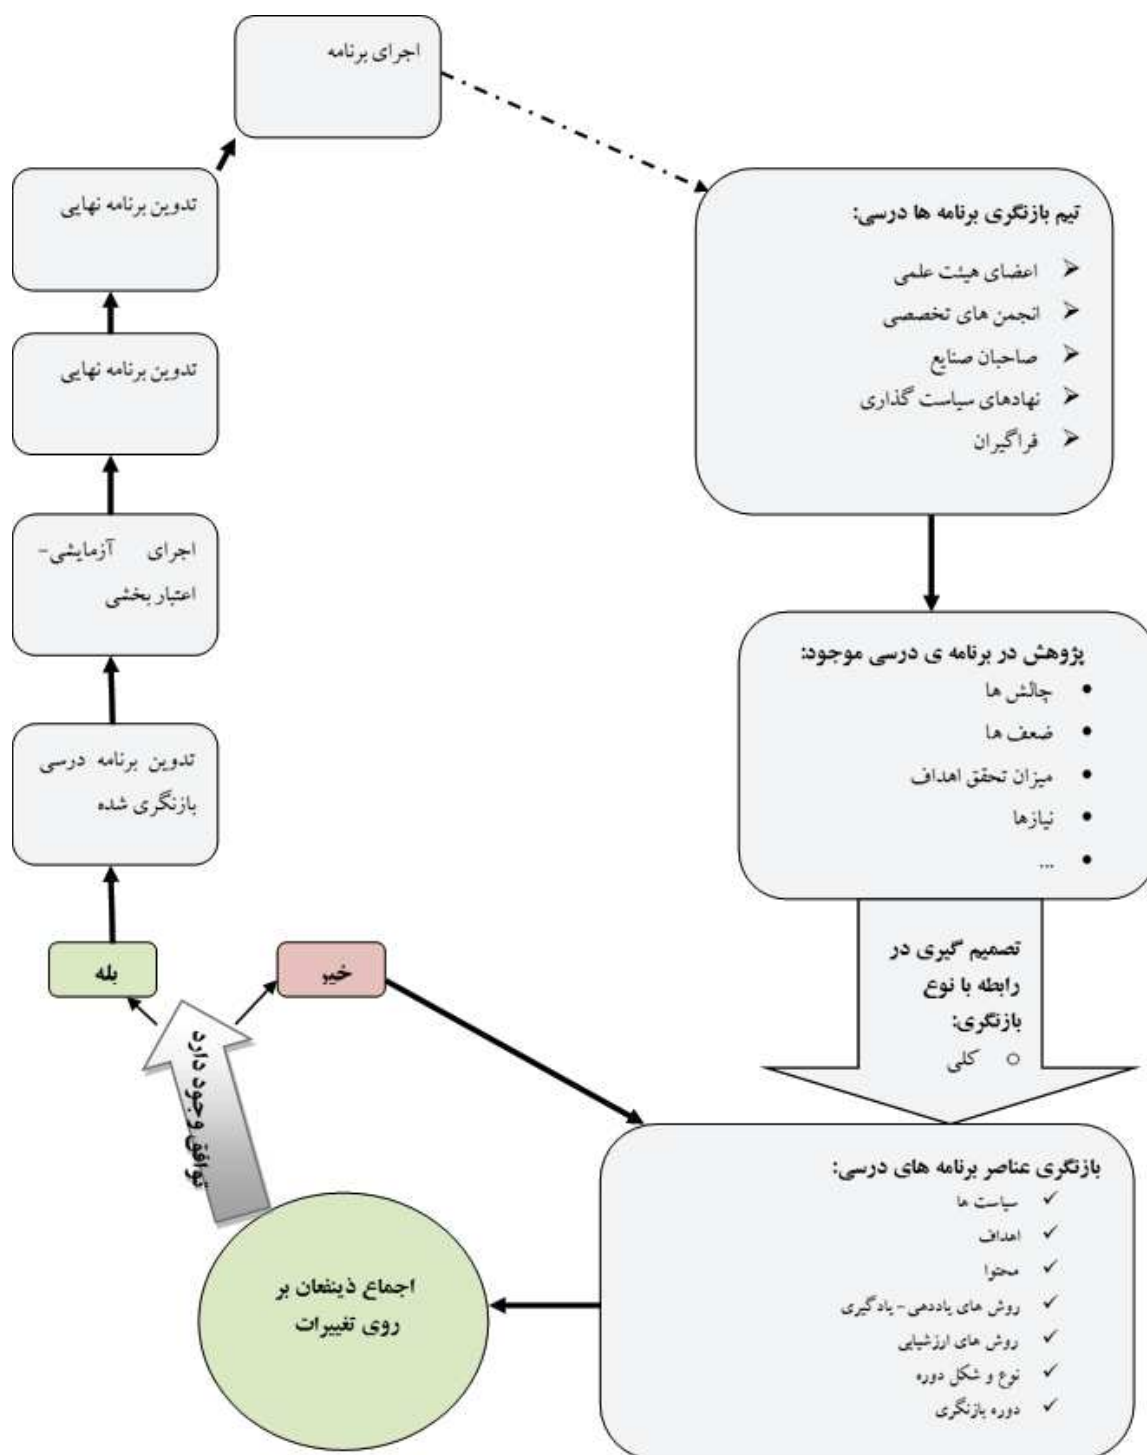 اجرای برنامه
تیم بازنگری برنامه ها درسی:
اعضای هیئت علمی
انجمن های تخصصی
صاحبان صنایع
نهادهای سیاست گذاری
فراگیران
پژوهش در برنامه ی درسی موجود:
چالش ها
ضعف ها
میزان تحقق اهداف
نیازها
...
تصمیم گیری در
رابطه با نوع
بازنگری:
کلی
بازنگری عناصر برنامه های درسی:
سیاست ها
اهداف
محتوا
روش های یاددهی - یادگیری
روش های ارزشیابی
نوع و شکل دوره
دوره بازنگری
اجماع ذینفعان بر
روی تغییرات
توافق وجود دارد
خیر
بله
تدوین برنامه درسی
بازنگری شده
اجرای آزمایشی-
اعتبار بخشی
تدوین برنامه نهایی
تدوین برنامه نهایی